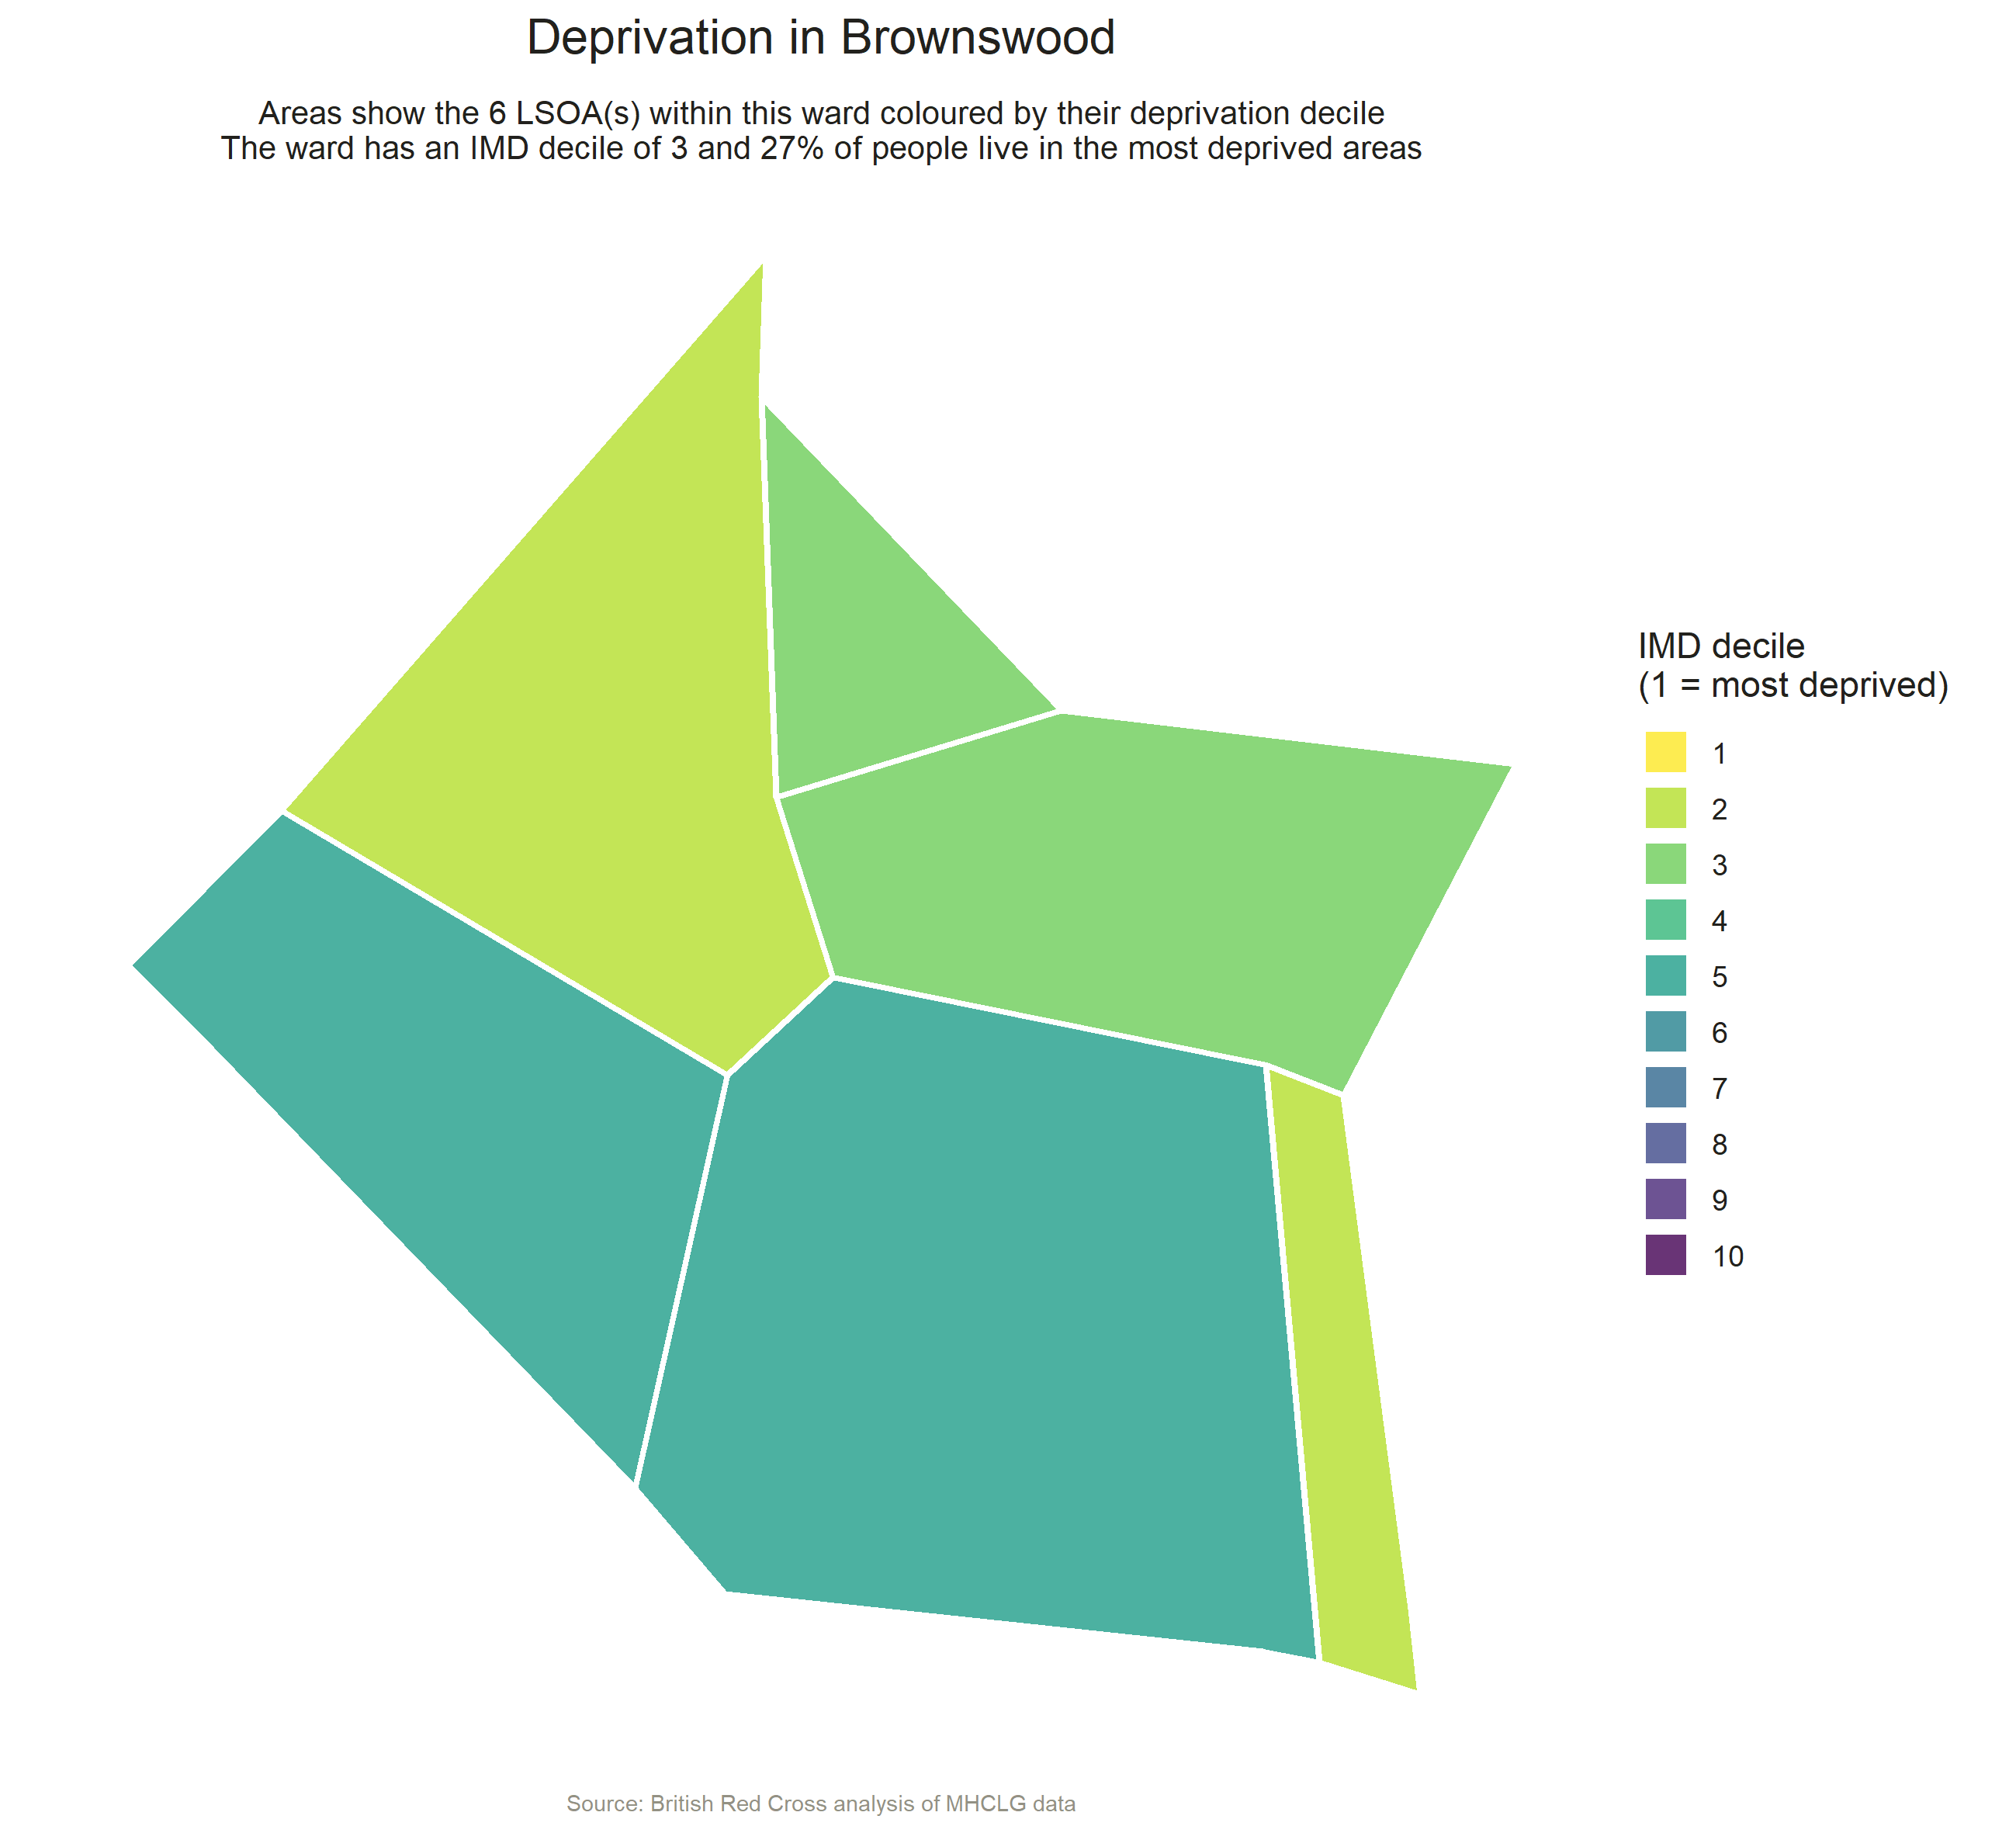 Deprivation in Brownswood
Areas show the 6 LSOA(s) within this ward coloured by their deprivation decile
The ward has an IMD decile of 3 and 27% of people live in the most deprived areas
IMD decile
(1 = most deprived)
1
2
3
4
5
6
7
8
9
10
Source: British Red Cross analysis of MHCLG data